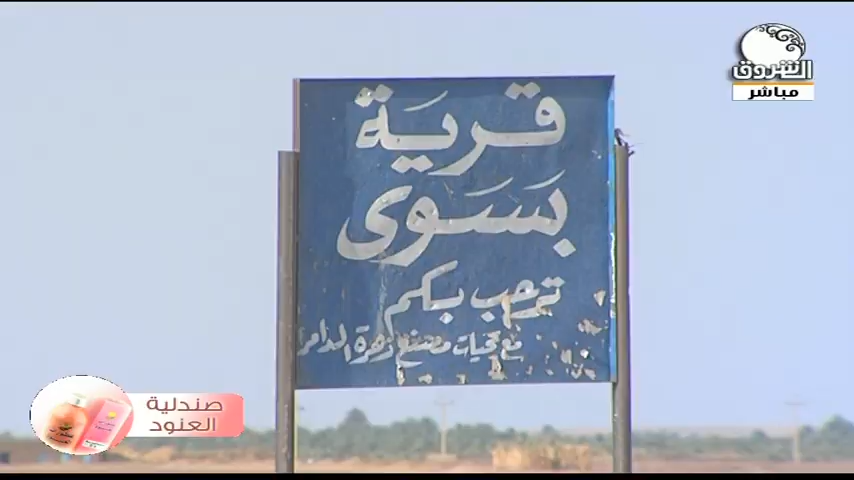 الشروق
مباشر
قرية
بسوى
ترحب بكم
مع تحيات مصنع زهرة الدامر
صندلية
العنود